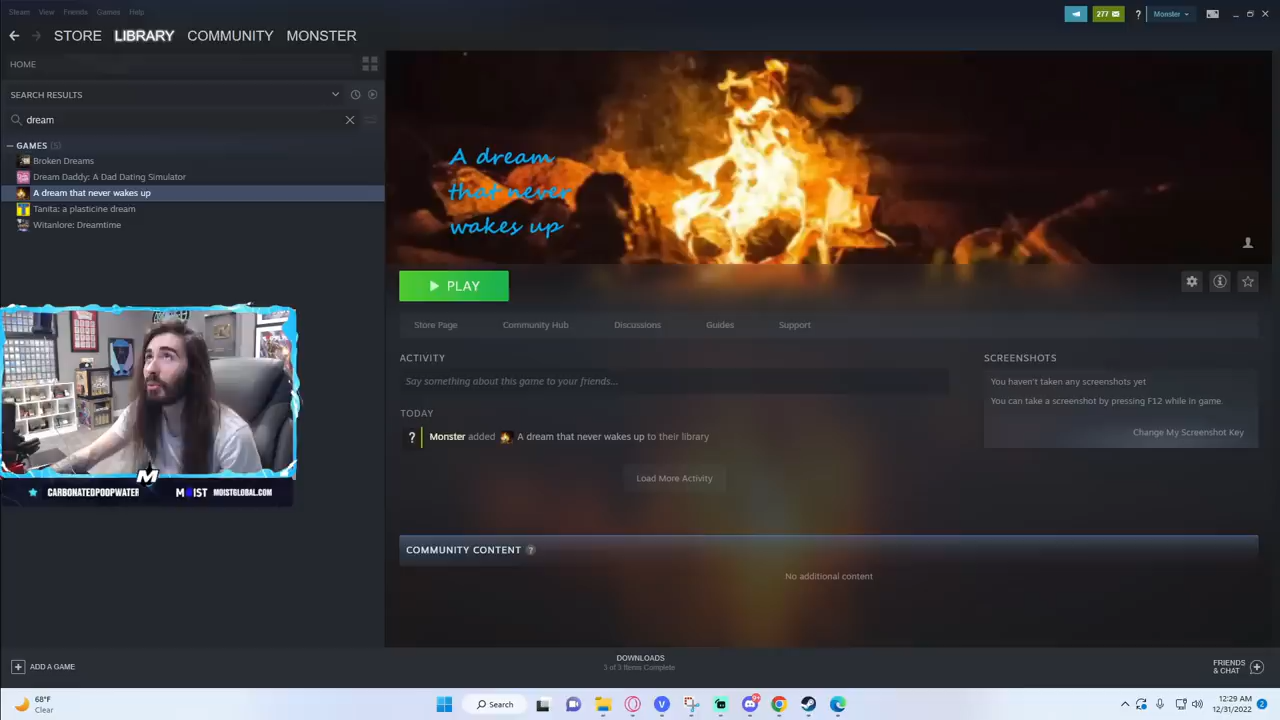 Steam View Friends Games Help
277
?
Monster
STORE LIBRARY COMMUNITY MONSTER
HOME
SEARCH RESULTS
dream
GAMES (5)
Broken Dreams
Dream Daddy: A Dad Dating Simulator
A dream that never wakes up
Tanita: a plasticine dream
Witanlore: Dreamtime
A dream
that never
wakes up
PLAY
Store Page Community Hub Discussions Guides Support
ACTIVITY
Say something about this game to your friends...
TODAY
? Monster added A dream that never wakes up to their library
Load More Activity
SCREENSHOTS
You haven't taken any screenshots yet
You can take a screenshot by pressing F12 while in game.
Change My Screenshot Key
COMMUNITY CONTENT ?
No additional content
M
CARBONATEDPOOPWATER
MOIST MOISTGLOBAL.COM
ADD A GAME
DOWNLOADS
3 of 3 Items Complete
FRIENDS
& CHAT
68°F
Clear
Search
9+
12:29 AM
12/31/2022
2